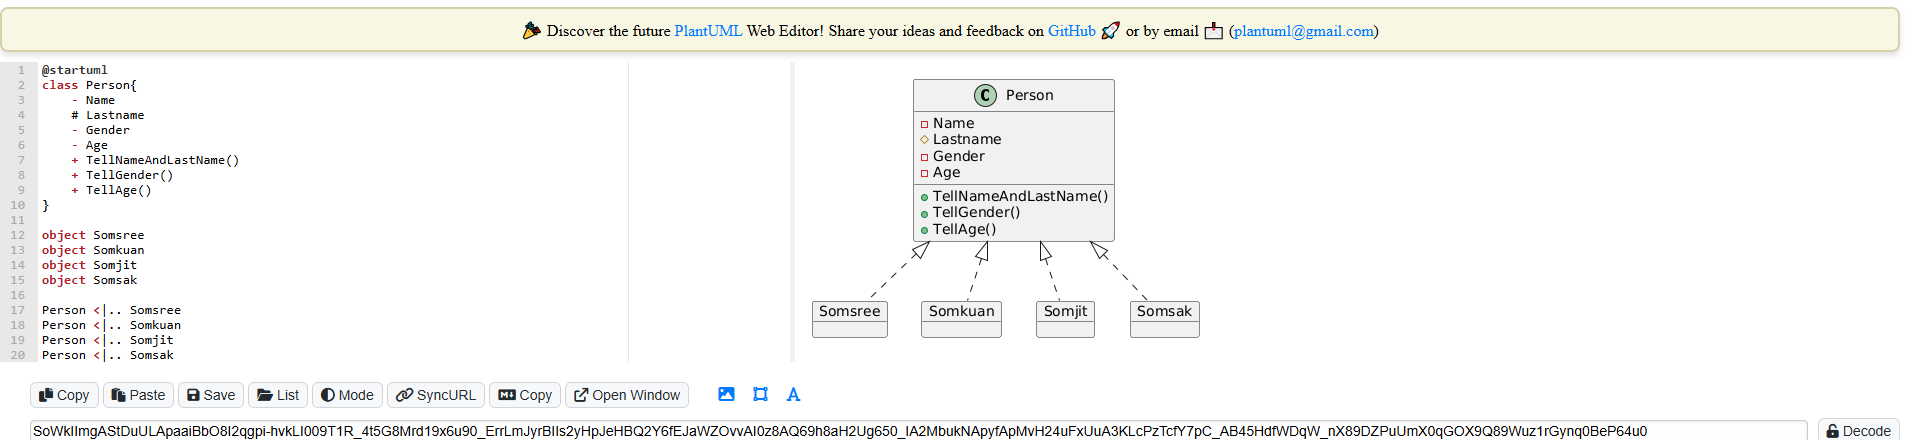 Discover the future PlantUML Web Editor! Share your ideas and feedback on GitHub or by email (plantuml@gmail.com)
1 @startuml
2 class Person{
3 - Name
4 # Lastname
5 - Gender
6 - Age
7 + TellNameAndLastName()
8 + TellGender()
9 + TellAge()
10 }
11
12 object Somsree
13 object Somkuan
14 object Somjit
15 object Somsak
16
17 Person <|.. Somsree
18 Person <|.. Somkuan
19 Person <|.. Somjit
20 Person <|.. Somsak
C Person
Name
Lastname
Gender
Age
TellNameAndLastName()
TellGender()
TellAge()
Somsree Somkuan Somjit Somsak
Copy Paste Save List Mode SyncURL Copy Open Window
Decode